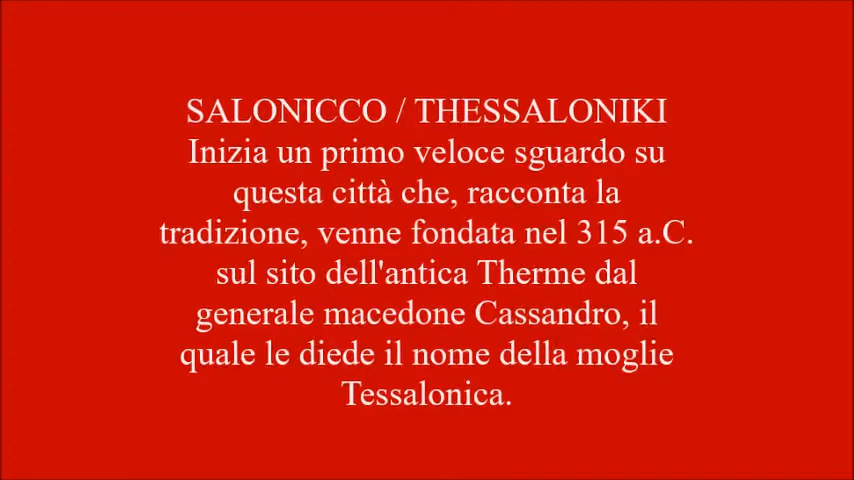 SALONICCO / THESSALONIKI
Inizia un primo veloce sguardo su
questa città che, racconta la
tradizione, venne fondata nel 315 a.C.
sul sito dell'antica Therme dal
generale macedone Cassandro, il
quale le diede il nome della moglie
Tessalonica.